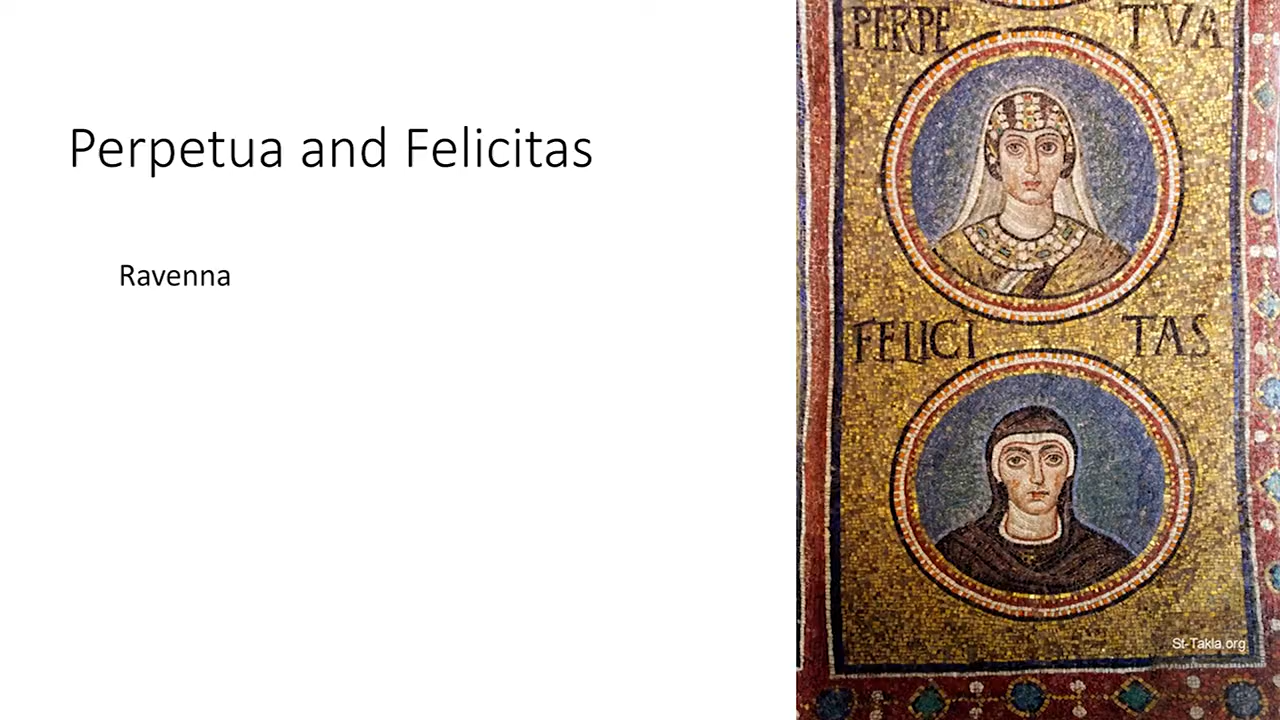 Perpetua and Felicitas
Ravenna
PERPE TVA
FELICI TAS
St-Takla.org